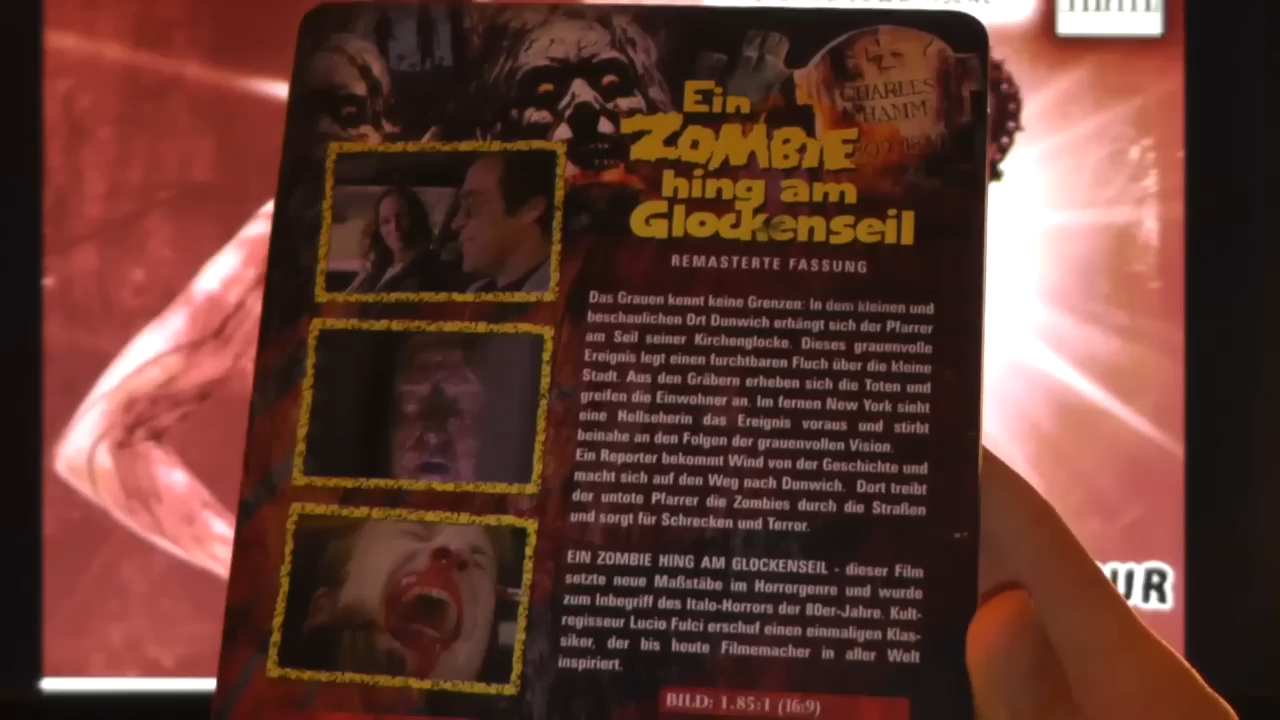 CHARLES
HAMM
Ein
ZOMBIE
hing am
Glockenseil
REMASTERTE FASSUNG
Das Grauen kennt keine Grenzen: In dem kleinen und
beschaulichen Ort Dunwich erhängt sich der Pfarrer
am Seil seiner Kirchenglocke. Dieses grauenvolle
Ereignis legt einen furchtbaren Fluch über die kleine
Stadt. Aus den Gräbern erheben sich die Toten und
greifen die Einwohner an. Im fernen New York sieht
eine Hellseherin das Ereignis voraus und stirbt
beinahe an den Folgen der grauenvollen Vision.
Ein Reporter bekommt Wind von der Geschichte und
macht sich auf den Weg nach Dunwich. Dort treibt
der untote Pfarrer die Zombies durch die Straßen
und sorgt für Schrecken und Terror.
EIN ZOMBIE HING AM GLOCKENSEIL - dieser Film
setzte neue Maßstäbe im Horrorgenre und wurde
zum Inbegriff des Italo-Horrors der 80er-Jahre. Kult-
regisseur Lucio Fulci erschuf einen einmaligen Klas-
siker, der bis heute Filmemacher in aller Welt
inspiriert.
BILD: 1.85:1 (16:9)
UR